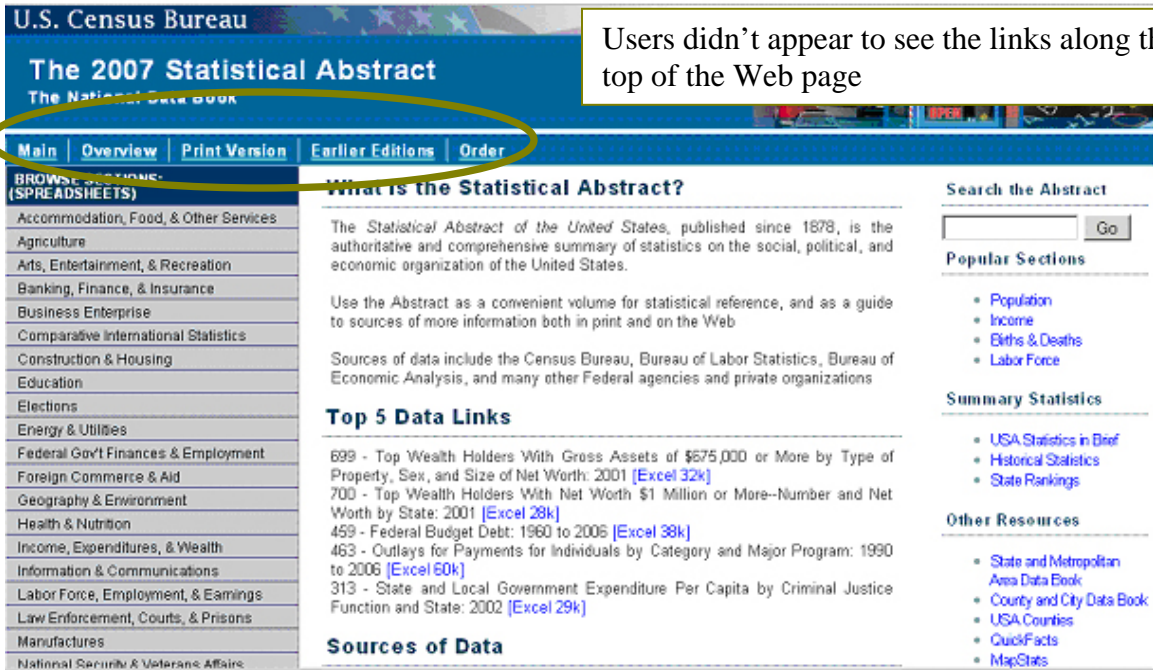 U.S. Census Bureau
Users didn't appear to see the links along
top of the Web page
The 2007 Statistical Abstract
The National Data Book
Main | Overview | Print Version | Earlier Editions | Order
BROWSE SECTIONS:
(SPREADSHEETS)
Accommodation, Food, & Other Services
Agriculture
Arts, Entertainment, & Recreation
Banking, Finance, & Insurance
Business Enterprise
Comparative International Statistics
Construction & Housing
Education
Elections
Energy & Utilities
Federal Gov't Finances & Employment
Foreign Commerce & Aid
Geography & Environment
Health & Nutrition
Income, Expenditures, & Wealth
Information & Communications
Labor Force, Employment, & Earnings
Law Enforcement, Courts, & Prisons
Manufactures
National Security & Veterans Affairs
What is the Statistical Abstract?
The Statistical Abstract of the United States, published since 1878, is the
authoritative and comprehensive summary of statistics on the social, political, and
economic organization of the United States.
Use the Abstract as a convenient volume for statistical reference, and as a guide
to sources of more information both in print and on the Web
Sources of data include the Census Bureau, Bureau of Labor Statistics, Bureau of
Economic Analysis, and many other Federal agencies and private organizations
Top 5 Data Links
699 - Top Wealth Holders With Gross Assets of $675,000 or More by Type of
Property, Sex, and Size of Net Worth: 2001 [Excel 32k]
700 - Top Wealth Holders With Net Worth $1 Million or More--Number and Net
Worth by State: 2001 [Excel 28k]
459 - Federal Budget Debt: 1960 to 2006 [Excel 38k]
463 - Outlays for Payments for Individuals by Category and Major Program: 1990
to 2006 [Excel 60k]
313 - State and Local Government Expenditure Per Capita by Criminal Justice
Function and State: 2002 [Excel 29k]
Sources of Data
Search the Abstract
Go
Popular Sections
Population
Income
Births & Deaths
Labor Force
Summary Statistics
USA Statistics in Brief
Historical Statistics
State Rankings
Other Resources
State and Metropolitan
Area Data Book
County and City Data Book
USA Counties
QuickFacts
MapStats
OPEN